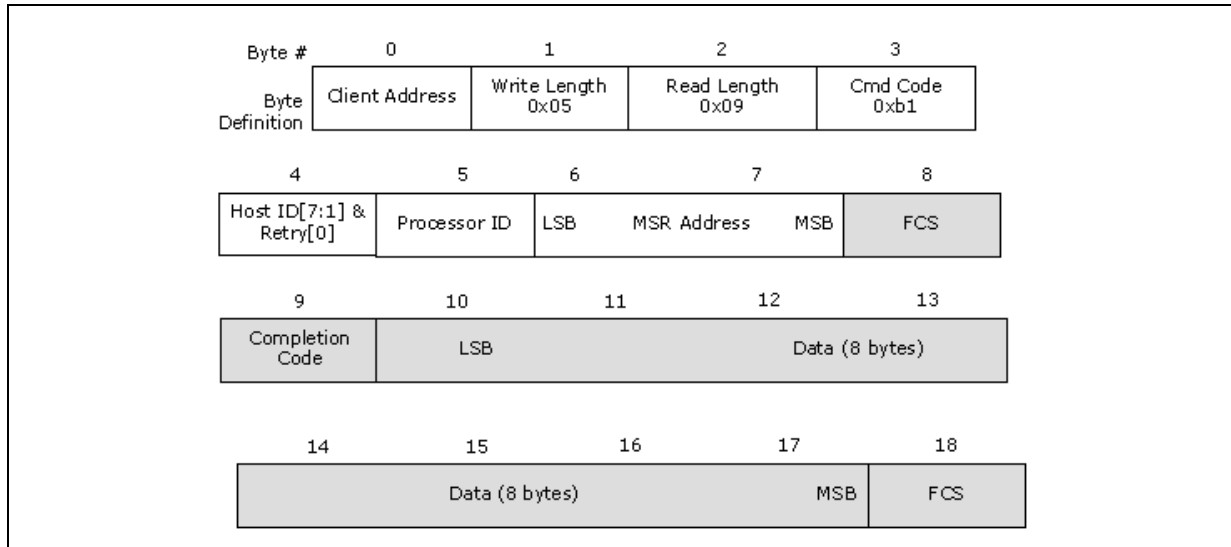 Byte # 0 1 2 3
Byte Definition
Client Address
Write Length
0x05
Read Length
0x09
Cmd Code
0xb1
4 5 6 7 8
Host ID[7:1] &
Retry[0]
Processor ID
LSB MSR Address MSB
FCS
9 10 11 12 13
Completion
Code
LSB Data (8 bytes)
14 15 16 17 18
Data (8 bytes) MSB
FCS